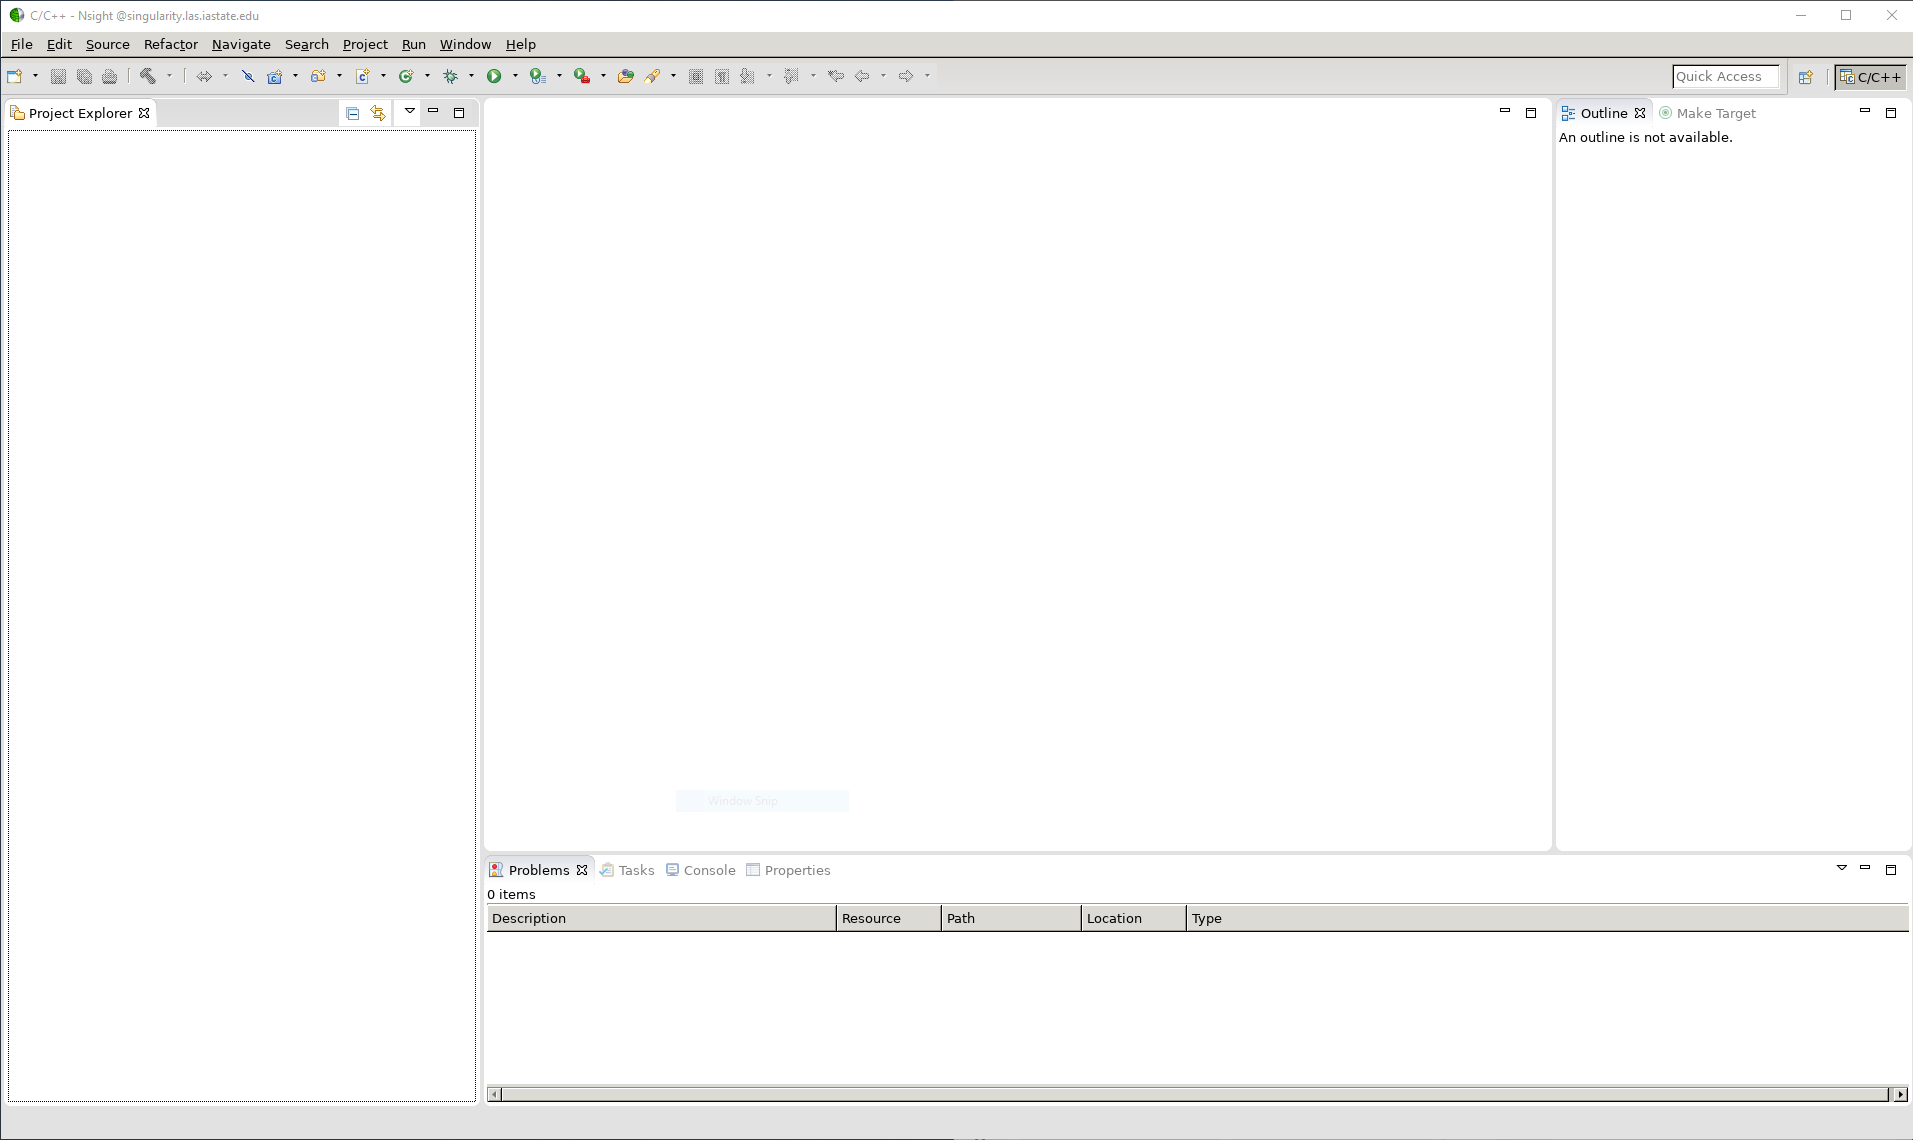 C/C++ - Nsight @singularity.las.iastate.edu
File Edit Source Refactor Navigate Search Project Run Window Help
Quick Access C/C++
Project Explorer
Outline Make Target
An outline is not available.
Window Snip
Problems Tasks Console Properties
0 items
Description Resource Path Location Type